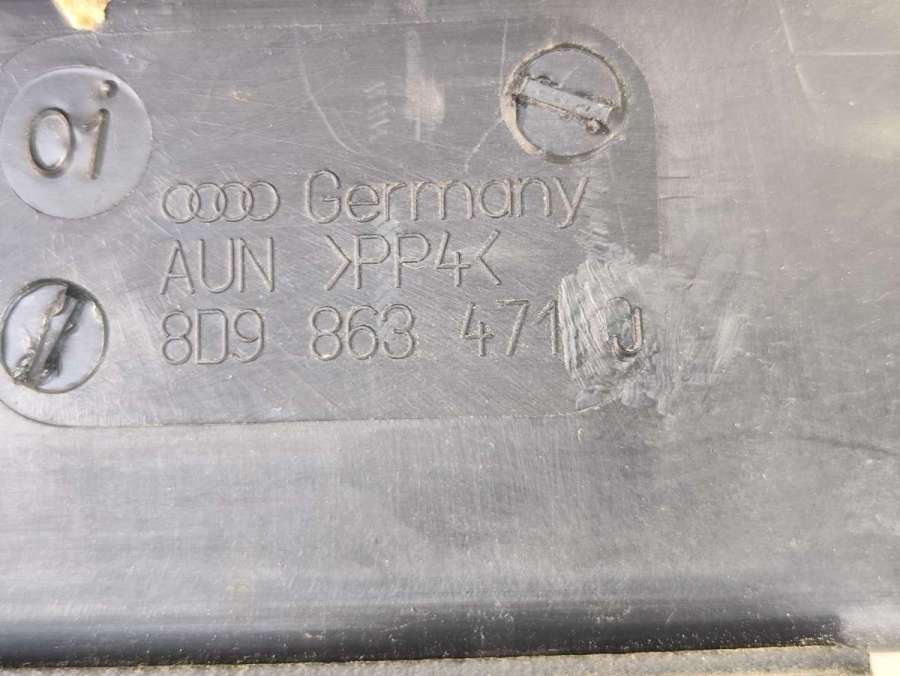 01
Germany
AUN >PP4<
8D9 863 471 J